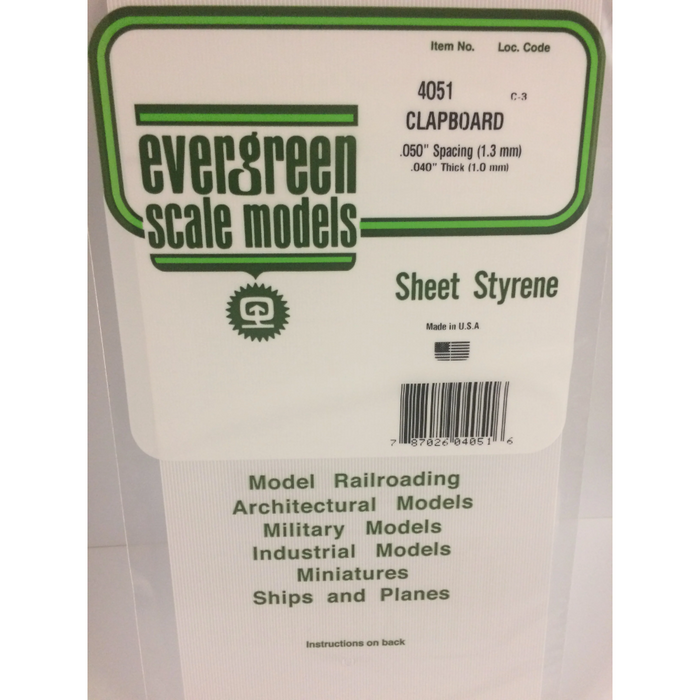 Item No. Loc. Code
4051 C-3
CLAPBOARD
.050" Spacing (1.3 mm)
.040" Thick (1.0 mm)
evergreen
scale models
Sheet Styrene
Made in U.S.A
7 87026 04051 6
Model Railroading
Architectural Models
Military Models
Industrial Models
Miniatures
Ships and Planes
Instructions on back